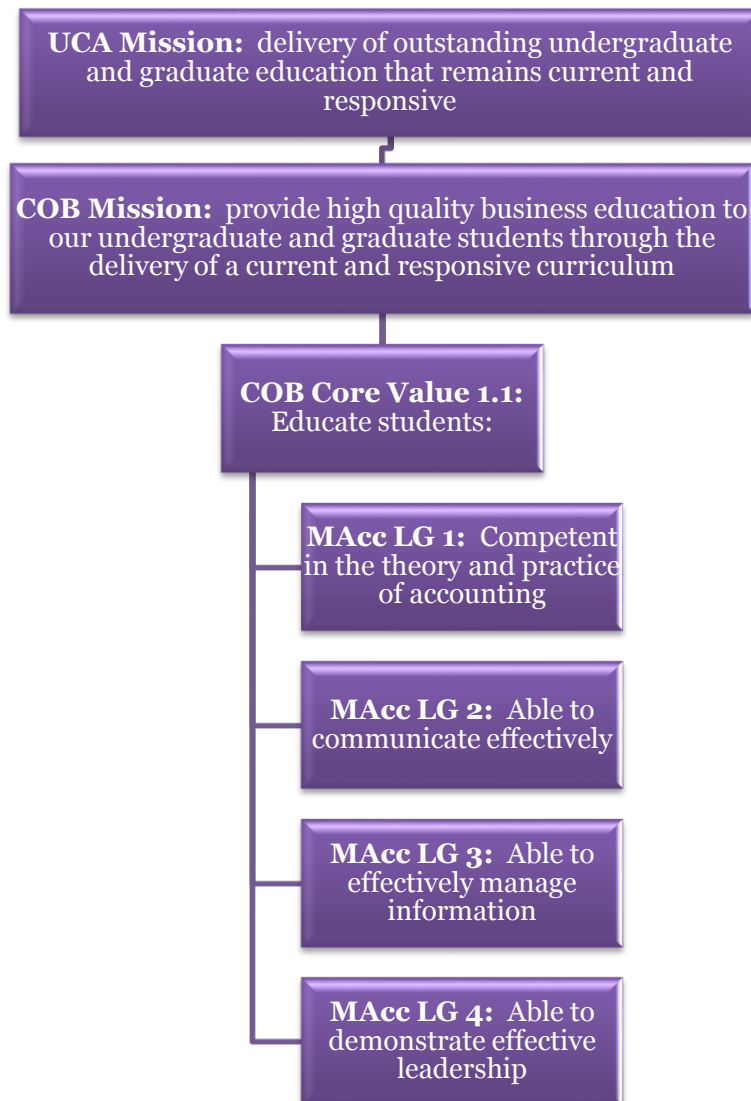 UCA Mission: delivery of outstanding undergraduate
and graduate education that remains current and
responsive
COB Mission: provide high quality business education to
our undergraduate and graduate students through the
delivery of a current and responsive curriculum
COB Core Value 1.1:
Educate students:
MAcc LG 1: Competent
in the theory and practice
of accounting
MAcc LG 2: Able to
communicate effectively
MAcc LG 3: Able to
effectively manage
information
MAcc LG 4: Able to
demonstrate effective
leadership